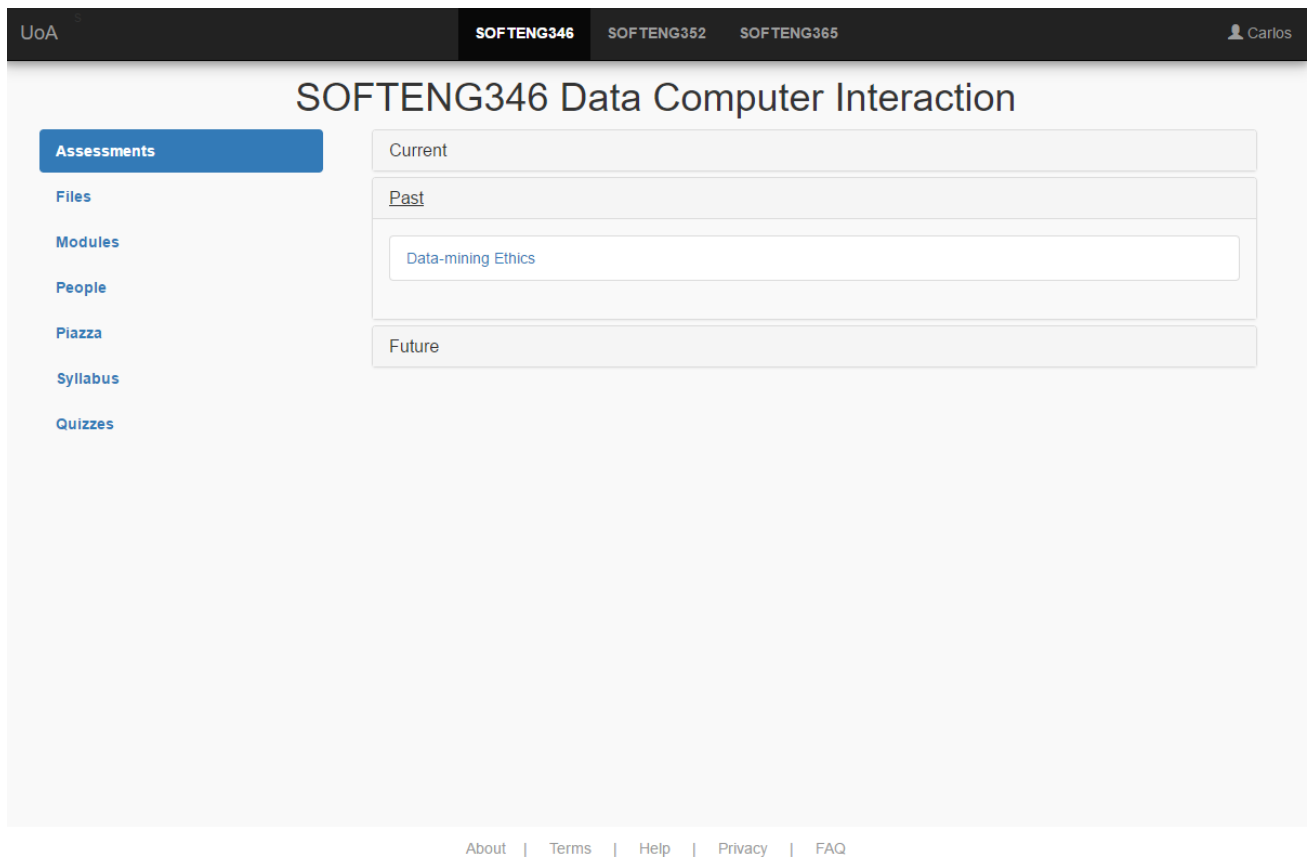 UoA s SOFTENG346 SOFTENG352 SOFTENG365 Carlos
SOFTENG346 Data Computer Interaction
Assessments
Files
Modules
People
Piazza
Syllabus
Quizzes
Current
Past
Data-mining Ethics
Future
About | Terms | Help | Privacy | FAQ